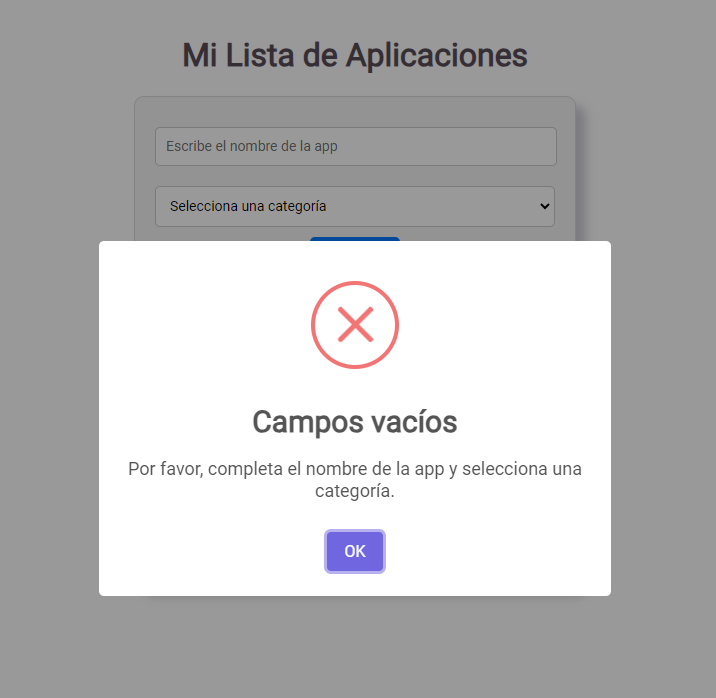 Mi Lista de Aplicaciones
Escribe el nombre de la app
Selecciona una categoría
Campos vacíos
Por favor, completa el nombre de la app y selecciona una
categoría.
OK